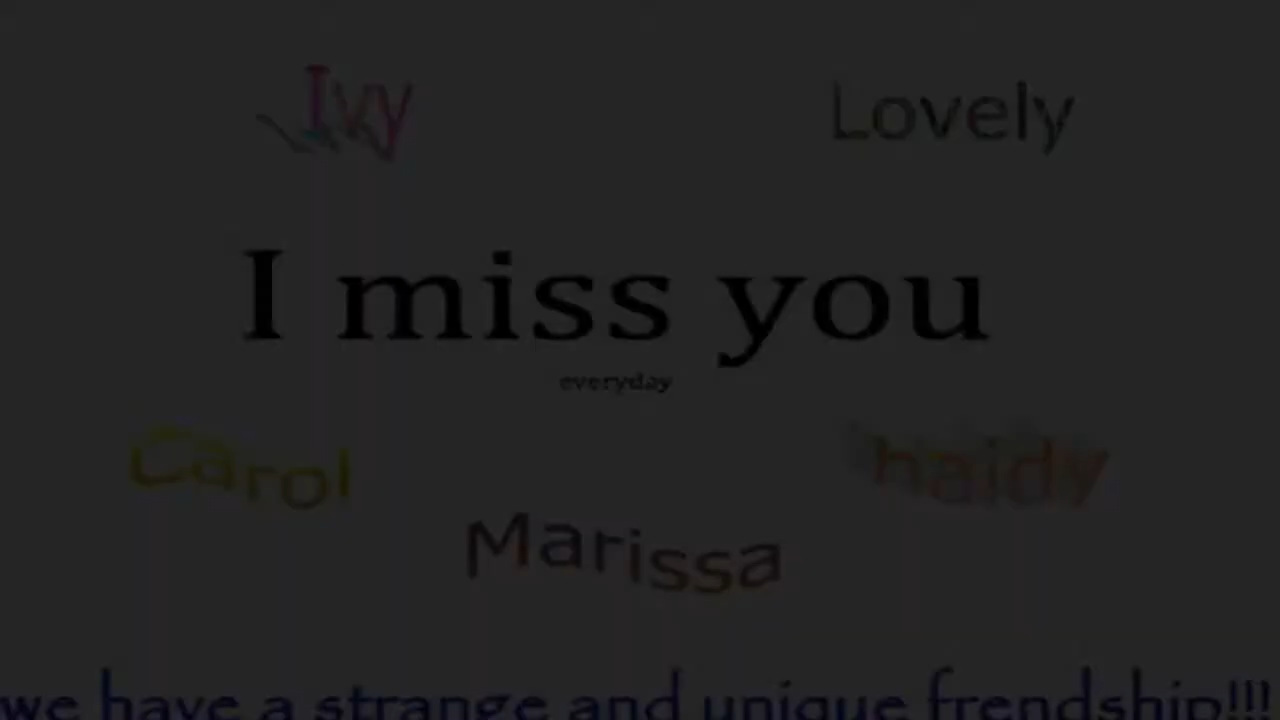 Ivy
Lovely
I miss you
everyday
Carol
haidy
Marissa
we have a strange and unique frendship!!!